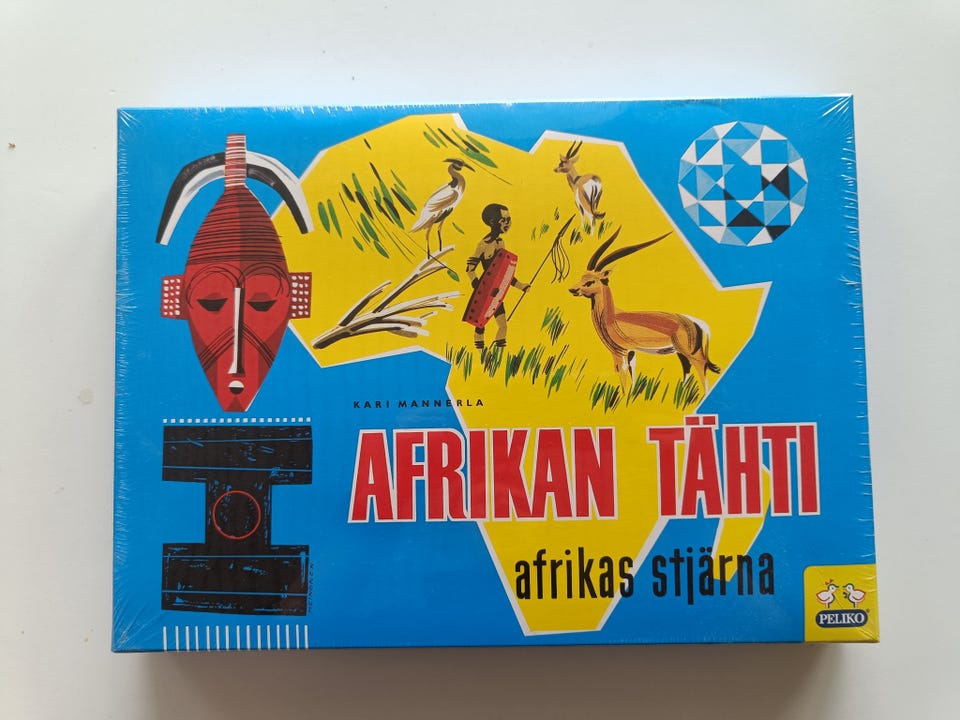 KARI MANNERLA
AFRIKAN TÄHTI
afrikas stjärna
PELIKO®